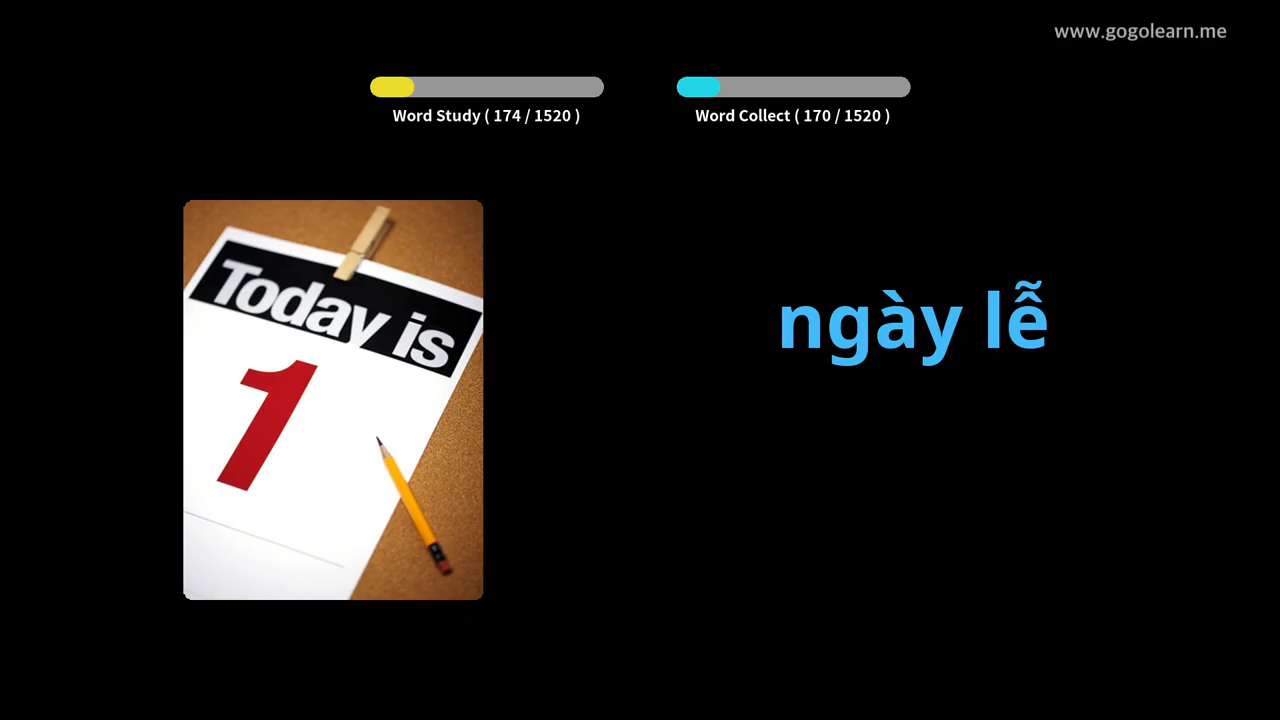 www.gogolearn.me
Word Study ( 174 / 1520 )
Word Collect ( 170 / 1520 )
Today is
1
ngày lễ